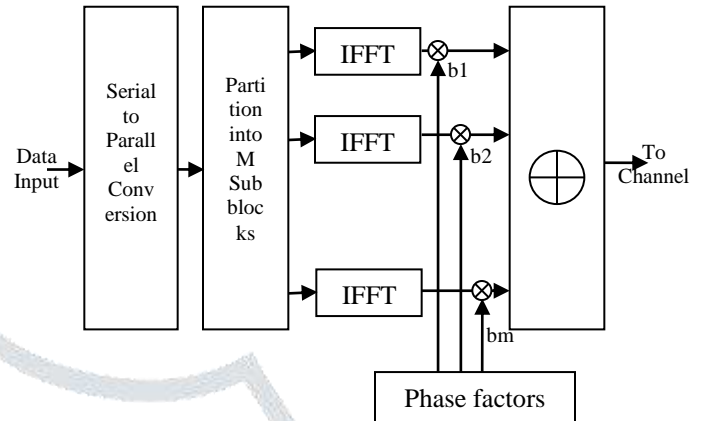 Data
Input
Serial
to
Parall
el
Conv
ersion
Parti
tion
into
M
Sub
bloc
ks
IFFT
b1
IFFT
b2
IFFT
bm
To
Channel
Phase factors